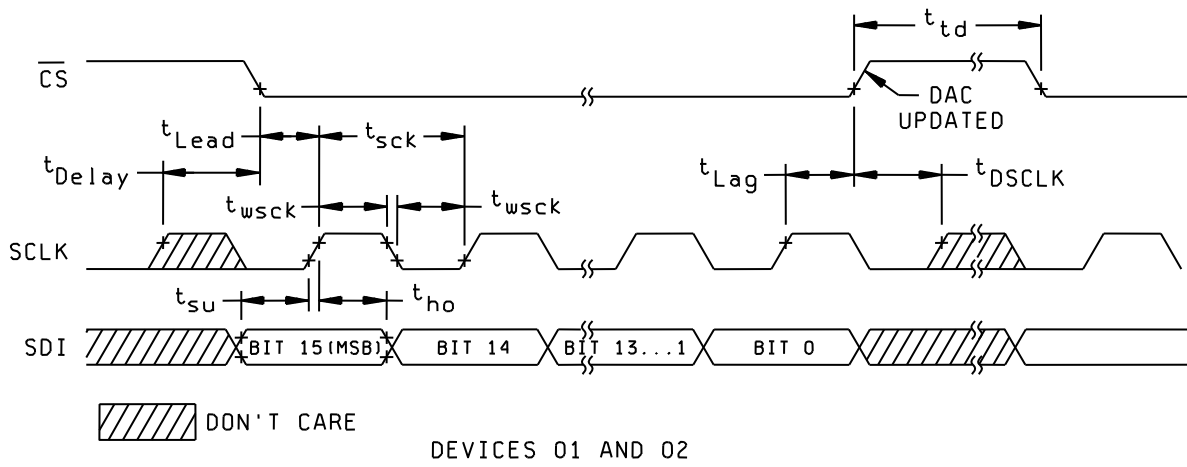 t td
CS
DAC
UPDATED
t Lead
t sck
t Delay
t Lag
t DSCLK
t wsck
t wsck
SCLK
t su
t ho
SDI
BIT 15(MSB)
BIT 14
BIT 13...1
BIT 0
DON'T CARE
DEVICES 01 AND 02